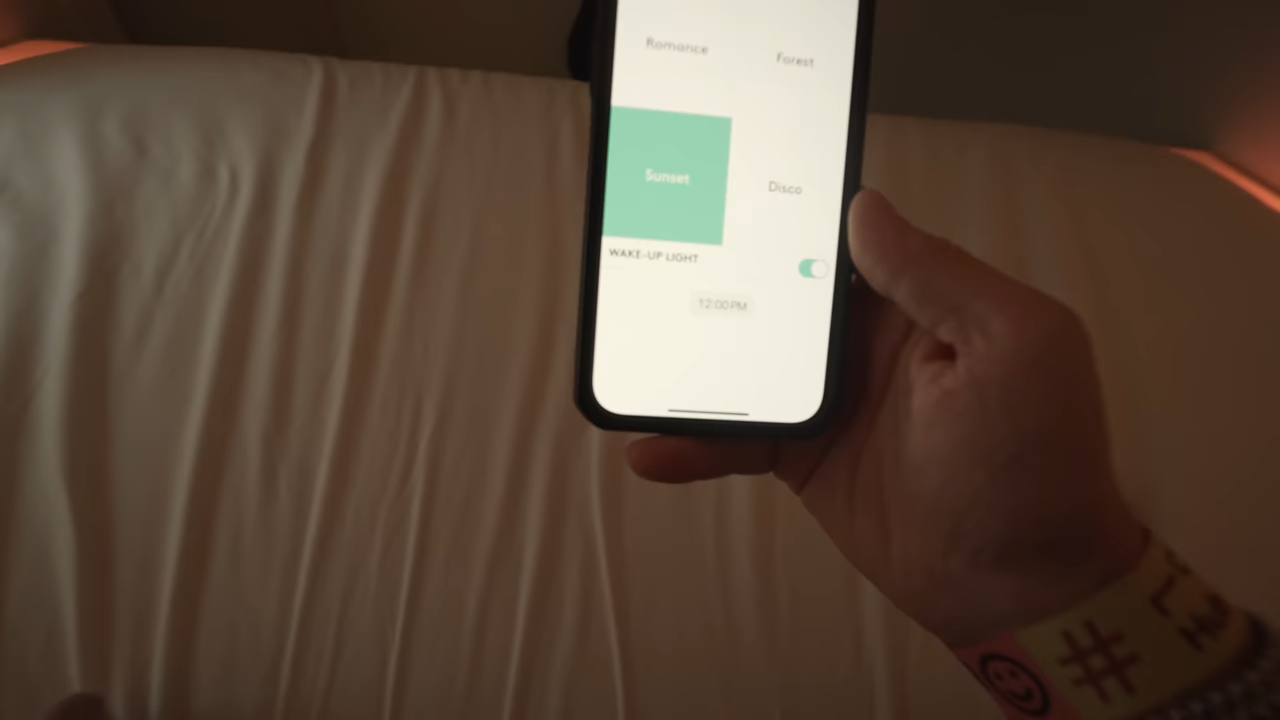 Romance
Forest
Sunset
Disco
WAKE-UP LIGHT
12:00 PM
#